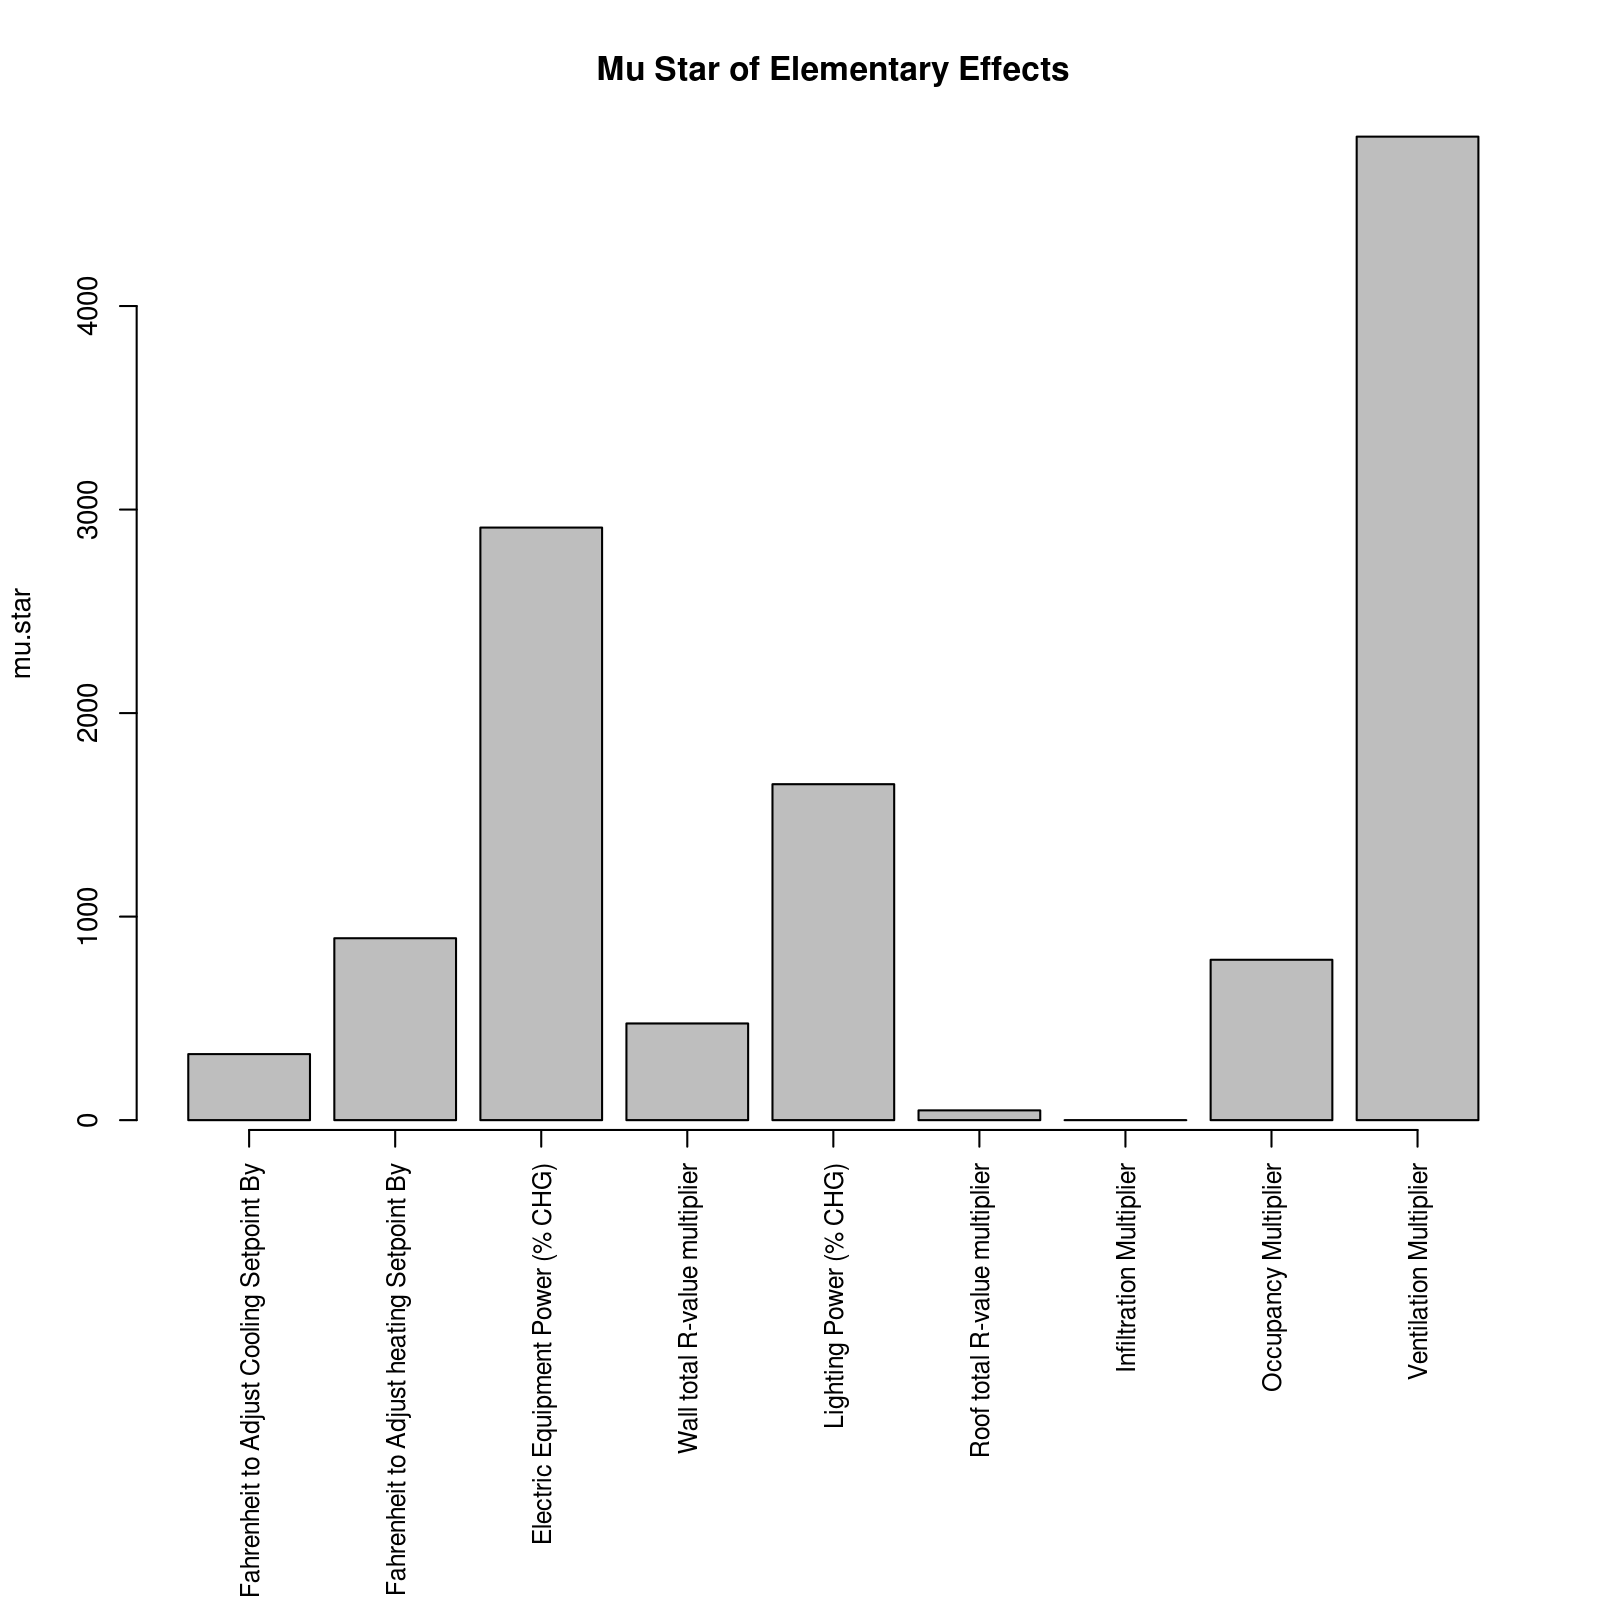 Mu Star of Elementary Effects
mu.star
4000
3000
2000
1000
0
Fahrenheit to Adjust Cooling Setpoint By
Fahrenheit to Adjust heating Setpoint By
Electric Equipment Power (% CHG)
Wall total R-value multiplier
Lighting Power (% CHG)
Roof total R-value multiplier
Infiltration Multiplier
Occupancy Multiplier
Ventilation Multiplier